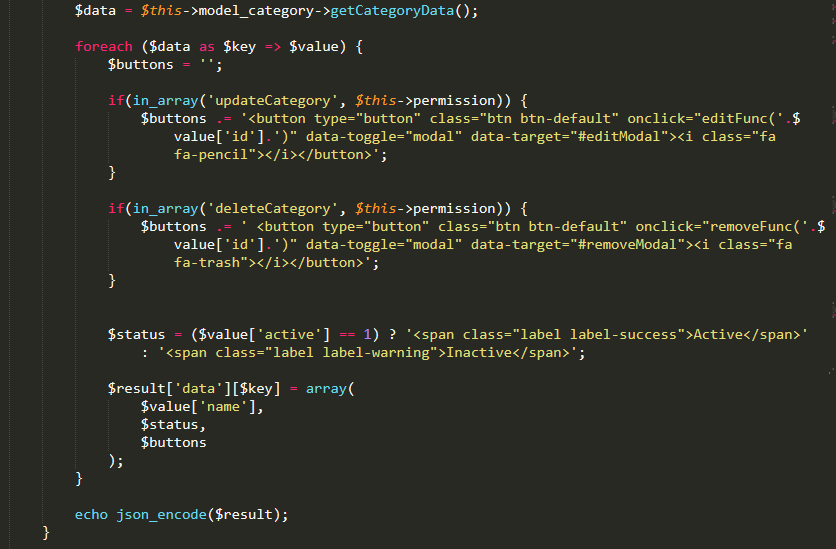 $data = $this->model_category->getCategoryData();
foreach ($data as $key => $value) {
$buttons = '';
if(in_array('updateCategory', $this->permission)) {
$buttons .= '<button type="button" class="btn btn-default" onclick="editFunc('.$
value['id'].')" data-toggle="modal" data-target="#editModal"><i class="fa
fa-pencil"></i></button>';
}
if(in_array('deleteCategory', $this->permission)) {
$buttons .= ' <button type="button" class="btn btn-default" onclick="removeFunc('.$
value['id'].')" data-toggle="modal" data-target="#removeModal"><i class="fa
fa-trash"></i></button>';
}
$status = ($value['active'] == 1) ? '<span class="label label-success">Active</span>'
: '<span class="label label-warning">Inactive</span>';
$result['data'][$key] = array(
$value['name'],
$status,
$buttons
);
}
echo json_encode($result);
}